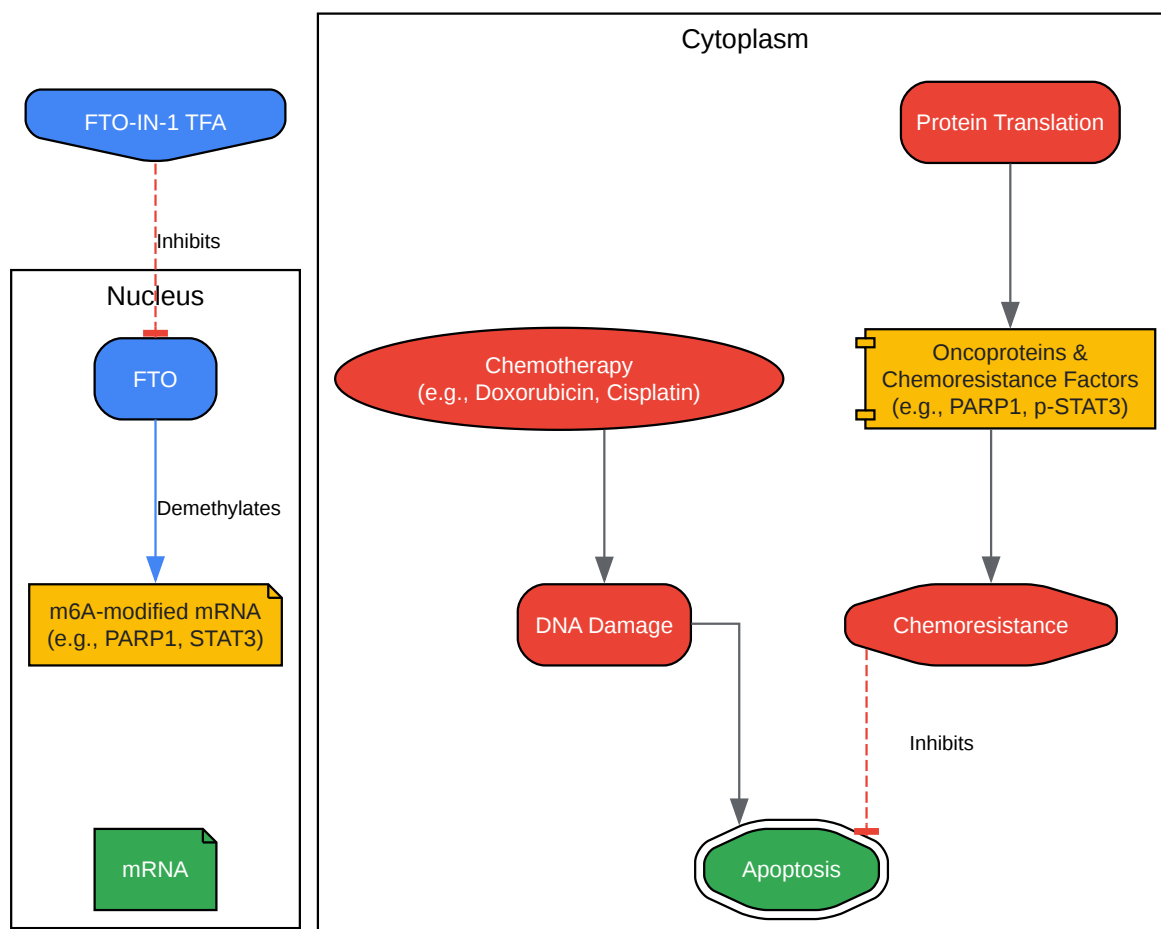 Cytoplasm
FTO-IN-1 TFA
Protein Translation
Inhibits
Nucleus
FTO
Chemotherapy
(e.g., Doxorubicin, Cisplatin)
Oncoproteins &
Chemoresistance Factors
(e.g., PARP1, p-STAT3)
Demethylates
m6A-modified mRNA
(e.g., PARP1, STAT3)
DNA Damage
Chemoresistance
Inhibits
mRNA
Apoptosis